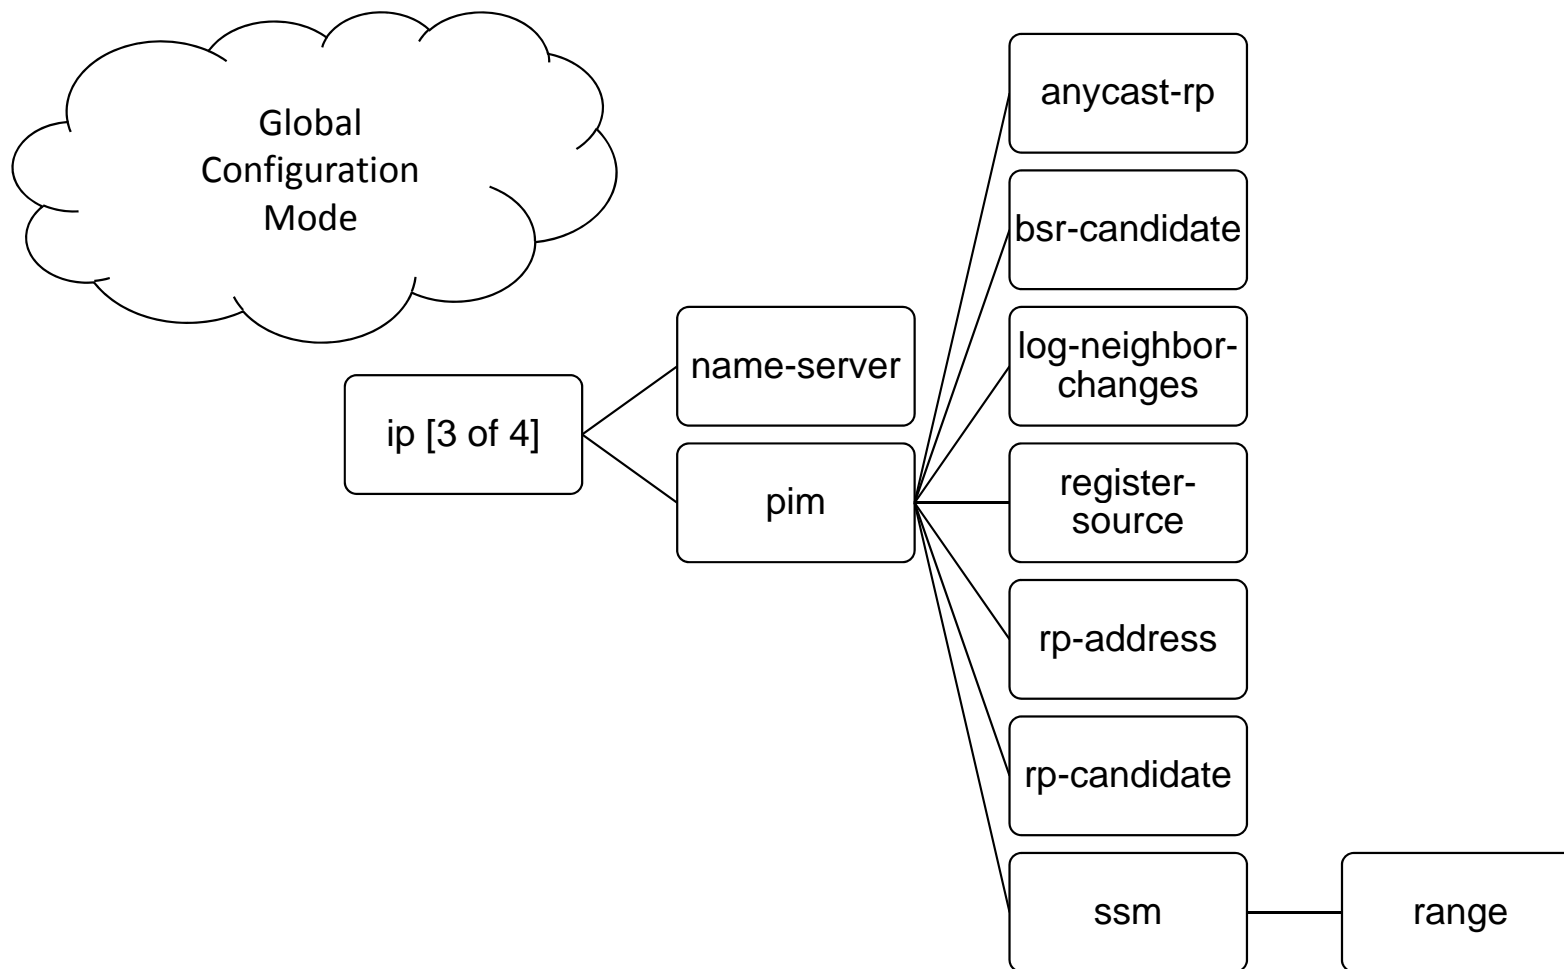 Global
Configuration
Mode
ip [3 of 4]
name-server
pim
anycast-rp
bsr-candidate
log-neighbor-
changes
register-
source
rp-address
rp-candidate
ssm
range